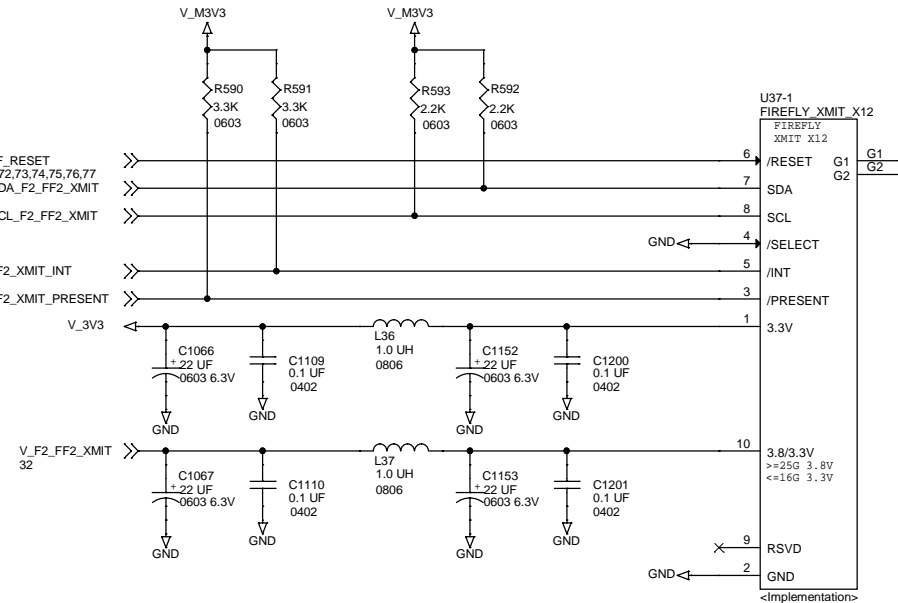 V_M3V3
V_M3V3
R590
3.3K
0603
R591
3.3K
0603
R593
2.2K
0603
R592
2.2K
0603
U37-1
FIREFLY_XMIT_X12
FIREFLY
XMIT X12
F_RESET
72,73,74,75,76,77
DA_F2_FF2_XMIT
CL_F2_FF2_XMIT
F2_XMIT_INT
F2_XMIT_PRESENT
6 /RESET
G1 G1
G2 G2
7 SDA
8 SCL
GND 4 /SELECT
5 /INT
3 /PRESENT
V_3V3
1 3.3V
L36
1.0 UH
0806
C1066
+ 22 UF
0603 6.3V
GND
C1109
0.1 UF
0402
GND
C1152
+ 22 UF
0603 6.3V
GND
C1200
0.1 UF
0402
GND
V_F2_FF2_XMIT
32
10 3.8/3.3V
>=25G 3.8V
<=16G 3.3V
L37
1.0 UH
0806
C1067
+ 22 UF
0603 6.3V
GND
C1110
0.1 UF
0402
GND
C1153
+ 22 UF
0603 6.3V
GND
C1201
0.1 UF
0402
GND
9 RSVD
GND 2 GND
<Implementation>